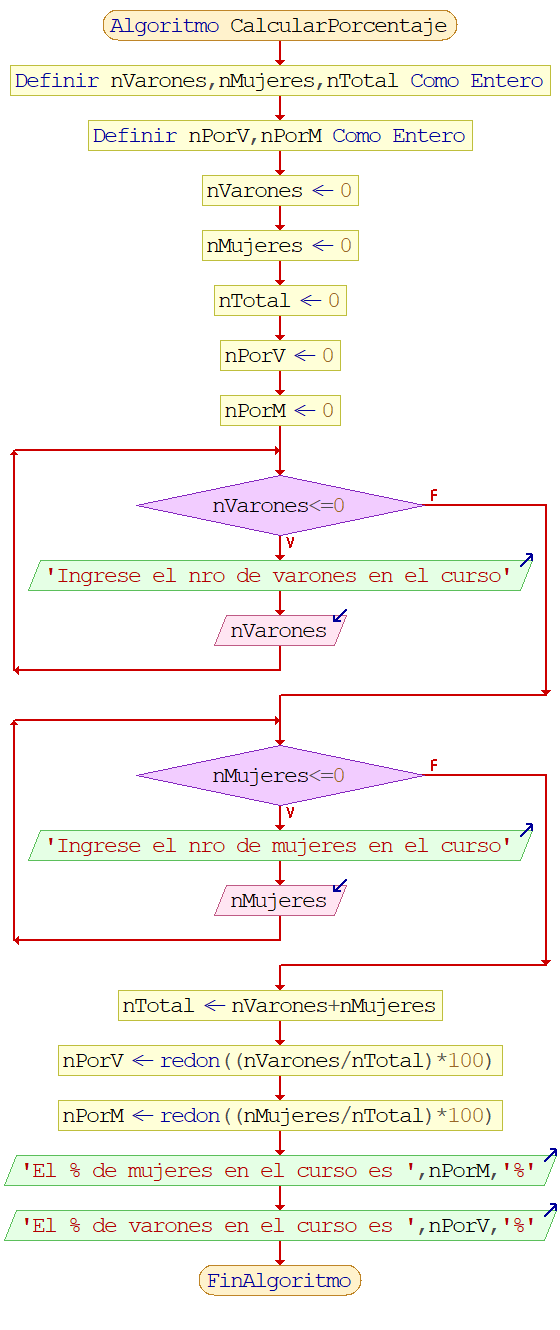 Algoritmo CalcularPorcentaje
Definir nVarones,nMujeres,nTotal Como Entero
Definir nPorV,nPorM Como Entero
nVarones ← 0
nMujeres ← 0
nTotal ← 0
nPorV ← 0
nPorM ← 0
nVarones<=0
F
V
'Ingrese el nro de varones en el curso'
nVarones
nMujeres<=0
F
V
'Ingrese el nro de mujeres en el curso'
nMujeres
nTotal ← nVarones+nMujeres
nPorV ← redon((nVarones/nTotal)*100)
nPorM ← redon((nMujeres/nTotal)*100)
'El % de mujeres en el curso es ',nPorM,'%'
'El % de varones en el curso es ',nPorV,'%'
FinAlgoritmo